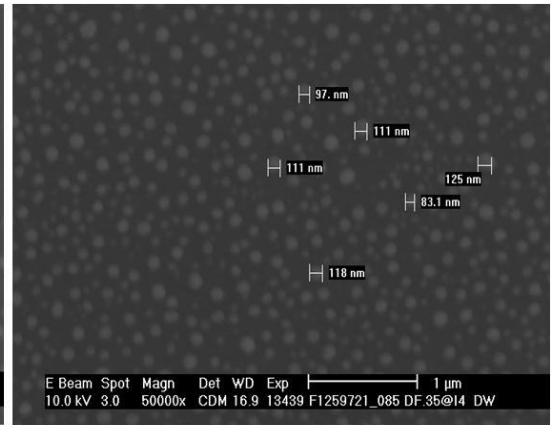 97. nm
111 nm
111 nm
125 nm
83.1 nm
118 nm
E Beam Spot Magn Det WD Exp 1 µm
10.0 kV 3.0 50000x CDM 16.9 13439 F1259721_085 DF.35@I4 DW